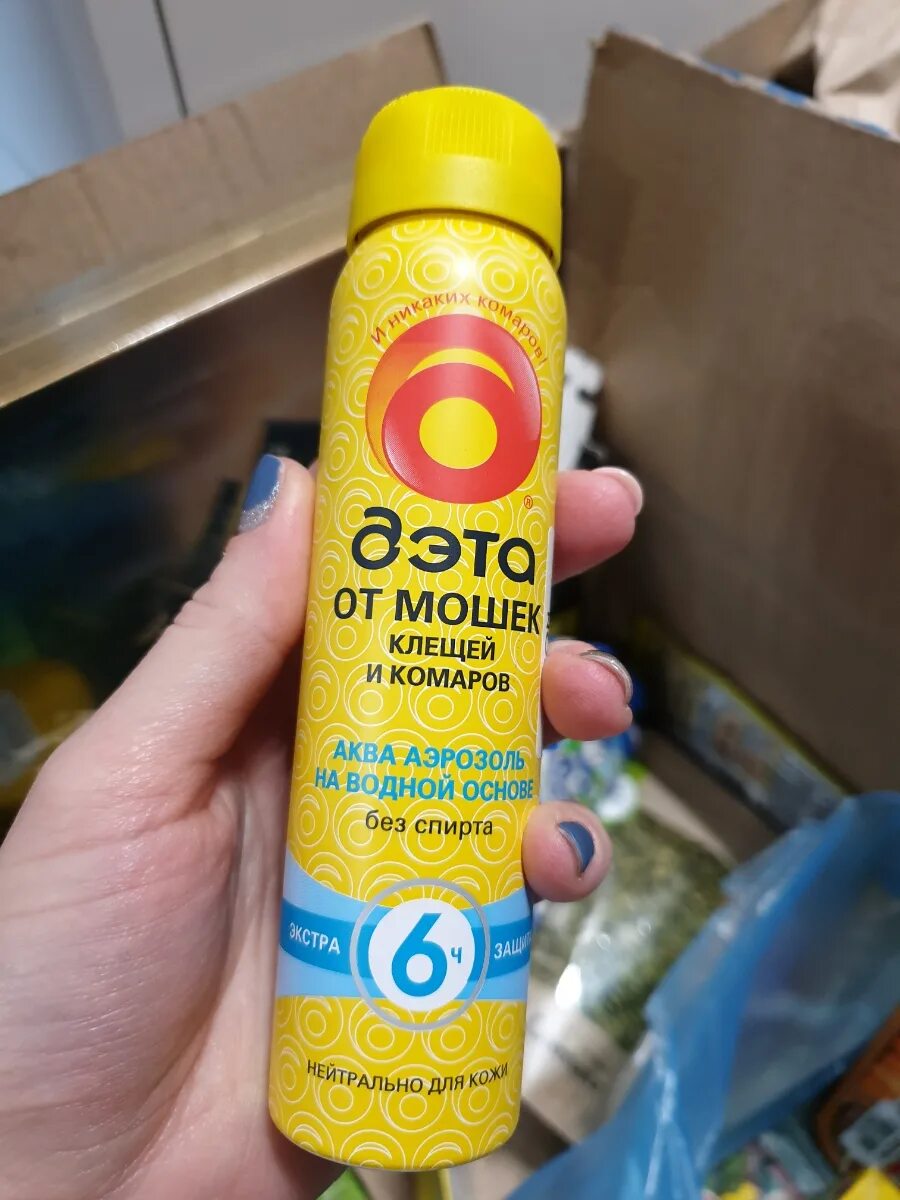 И никаких комаров!
®
дэта
ОТ МОШЕК
КЛЕЩЕЙ
И КОМАРОВ
АКВА АЭРОЗОЛЬ
НА ВОДНОЙ ОСНОВЕ
без спирта
ЭКСТРА 6ч ЗАЩИТА
НЕЙТРАЛЬНО ДЛЯ КОЖИ